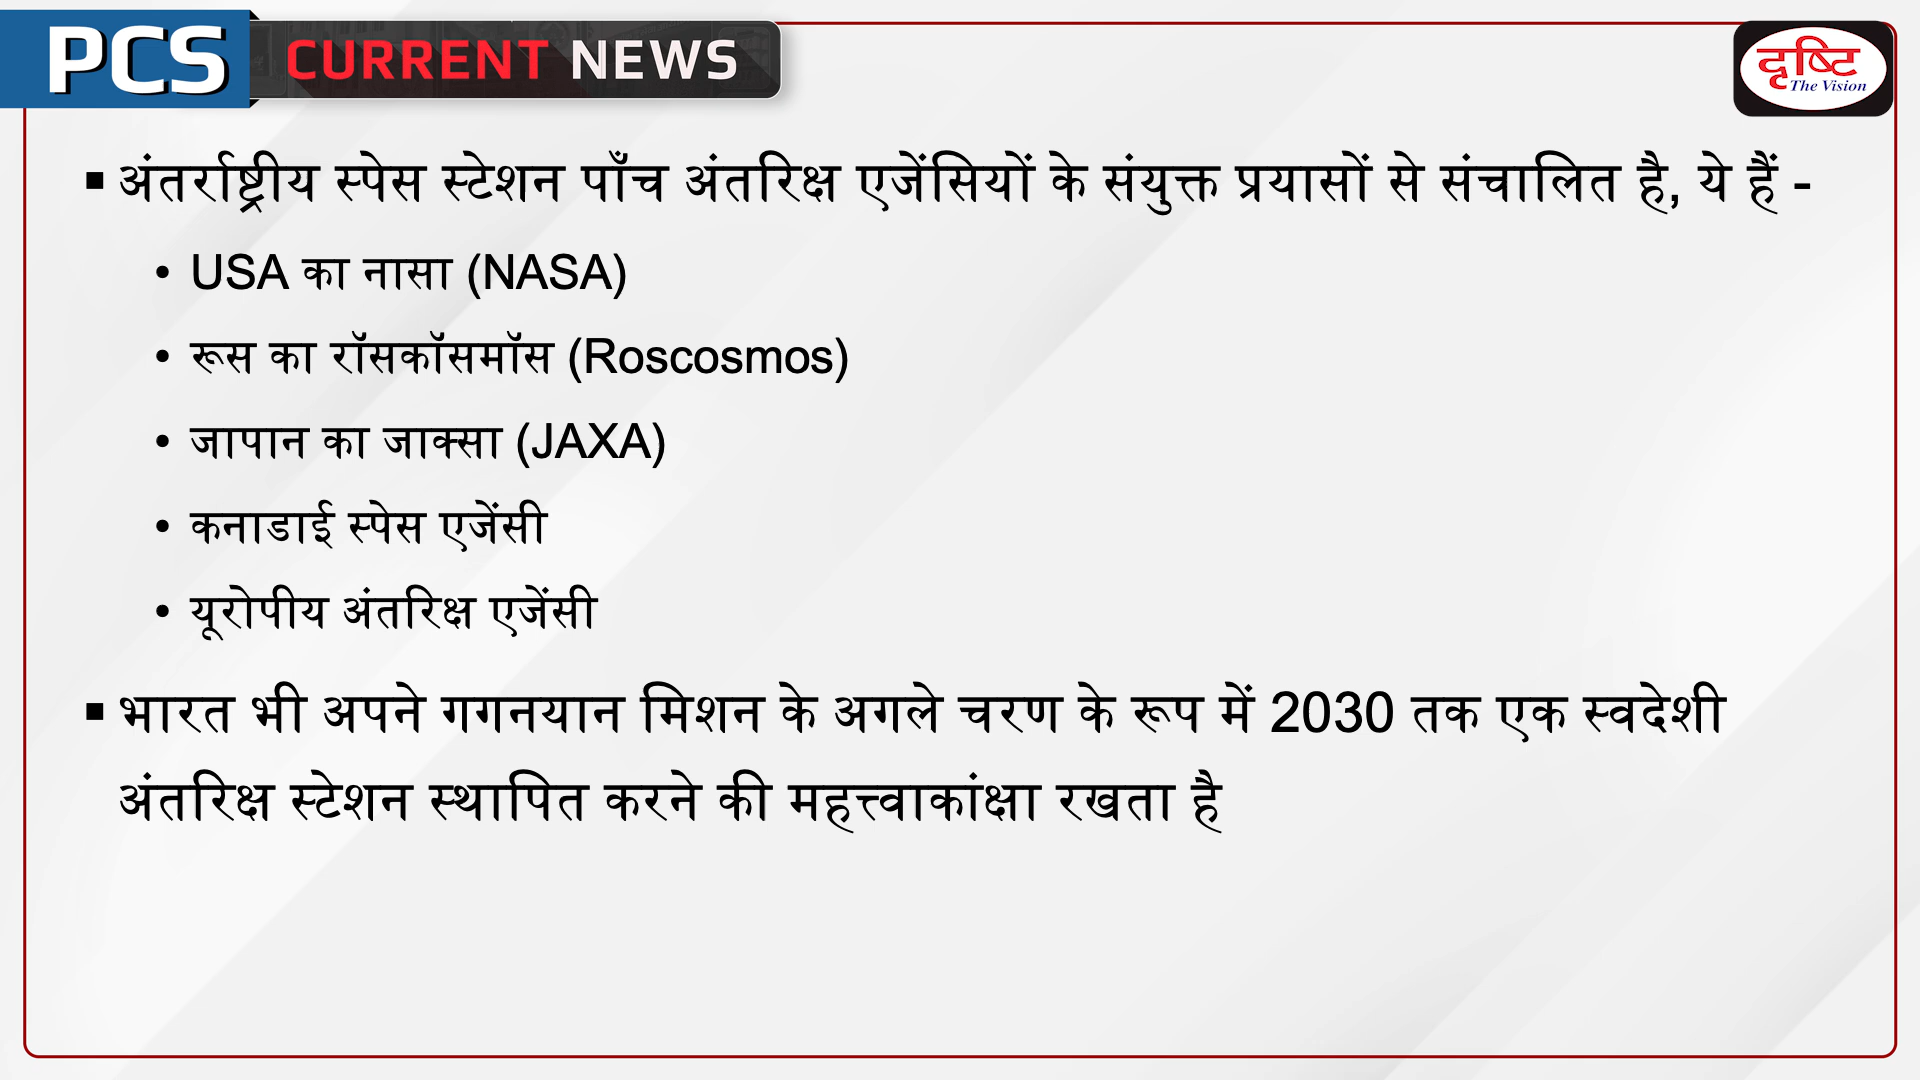 PCS CURRENT NEWS
दृष्टि
The Vision
▪ अंतर्राष्ट्रीय स्पेस स्टेशन पाँच अंतरिक्ष एजेंसियों के संयुक्त प्रयासों से संचालित है, ये हैं -
• USA का नासा (NASA)
• रूस का रॉसकॉसमॉस (Roscosmos)
• जापान का जाक्सा (JAXA)
• कनाडाई स्पेस एजेंसी
• यूरोपीय अंतरिक्ष एजेंसी
▪ भारत भी अपने गगनयान मिशन के अगले चरण के रूप में 2030 तक एक स्वदेशी
अंतरिक्ष स्टेशन स्थापित करने की महत्त्वाकांक्षा रखता है